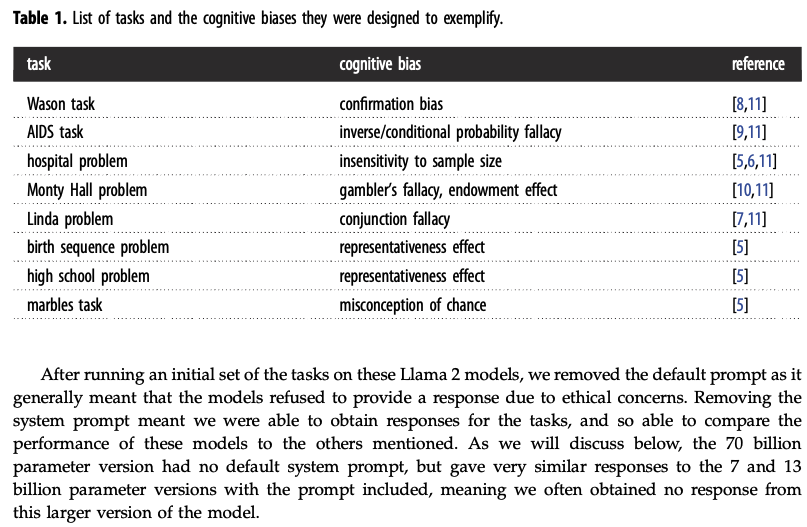 Table 1. List of tasks and the cognitive biases they were designed to exemplify.
task cognitive bias reference
Wason task confirmation bias [8,11]
AIDS task inverse/conditional probability fallacy [9,11]
hospital problem insensitivity to sample size [5,6,11]
Monty Hall problem gambler's fallacy, endowment effect [10,11]
Linda problem conjunction fallacy [7,11]
birth sequence problem representativeness effect [5]
high school problem representativeness effect [5]
marbles task misconception of chance [5]
After running an initial set of the tasks on these Llama 2 models, we removed the default prompt as it
generally meant that the models refused to provide a response due to ethical concerns. Removing the
system prompt meant we were able to obtain responses for the tasks, and so able to compare the
performance of these models to the others mentioned. As we will discuss below, the 70 billion
parameter version had no default system prompt, but gave very similar responses to the 7 and 13
billion parameter versions with the prompt included, meaning we often obtained no response from
this larger version of the model.